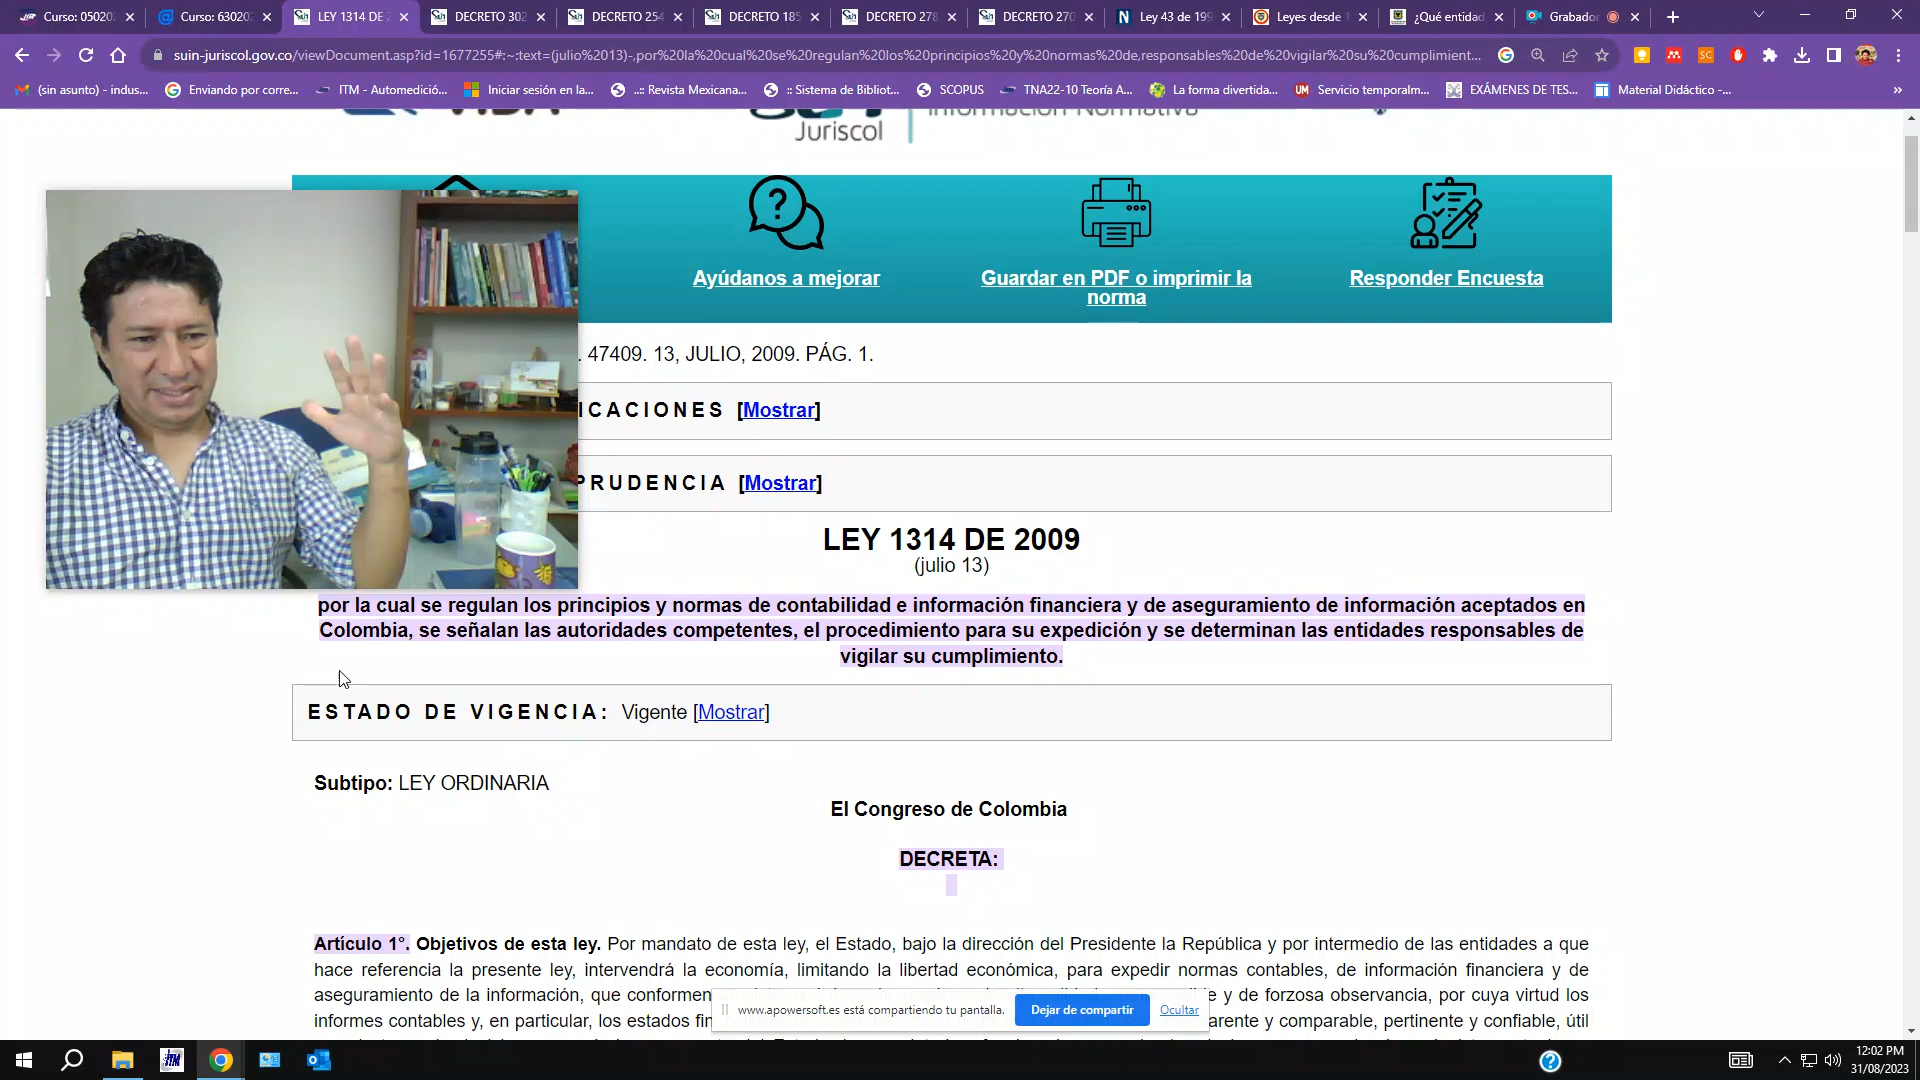 Curso: 05020
Curso: 63020
LEY 1314 DE 2
DECRETO 302
DECRETO 254
DECRETO 185
DECRETO 278
DECRETO 270
Ley 43 de 199
Leyes desde 1
¿Qué entidad
Grabador
suin-juriscol.gov.co/viewDocument.asp?id=1677255#:~:text=(julio%2013)-,por%20la%20cual%20se%20regulan%20los%20principios%20y%20normas%20de,responsables%20de%20vigilar%20su%20cumplimient...
(sin asunto) - indus...
Enviando por corre...
ITM - Automedició...
Iniciar sesión en la...
..:: Revista Mexicana...
:: Sistema de Bibliot...
SCOPUS
TNA22-10 Teoría A...
La forma divertida...
Servicio temporalm...
EXÁMENES DE TES...
Material Didáctico -...
»
Juriscol
Información Normativa
Ayúdanos a mejorar
Guardar en PDF o imprimir la
norma
Responder Encuesta
. 47409. 13, JULIO, 2009. PÁG. 1.
ICACIONES [Mostrar]
PRUDENCIA [Mostrar]
LEY 1314 DE 2009
(julio 13)
por la cual se regulan los principios y normas de contabilidad e información financiera y de aseguramiento de información aceptados en
Colombia, se señalan las autoridades competentes, el procedimiento para su expedición y se determinan las entidades responsables de
vigilar su cumplimiento.
ESTADO DE VIGENCIA: Vigente [Mostrar]
Subtipo: LEY ORDINARIA
El Congreso de Colombia
DECRETA:
Artículo 1°. Objetivos de esta ley. Por mandato de esta ley, el Estado, bajo la dirección del Presidente la República y por intermedio de las entidades a que
hace referencia la presente ley, intervendrá la economía, limitando la libertad económica, para expedir normas contables, de información financiera y de
aseguramiento de la información, que conformen e y de forzosa observancia, por cuya virtud los
informes contables y, en particular, los estados fin arente y comparable, pertinente y confiable, útil
www.apowersoft.es está compartiendo tu pantalla.
Dejar de compartir
Ocultar
12:02 PM
31/08/2023